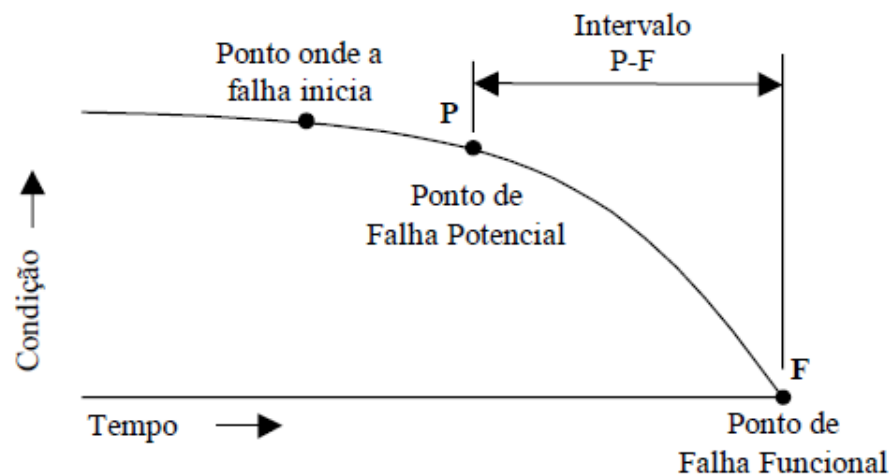 Ponto onde a
falha inicia
Intervalo
P-F
P
Ponto de
Falha Potencial
Condição
F
Tempo
Ponto de
Falha Funcional